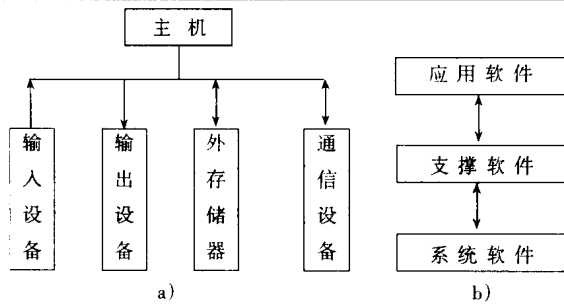 主机
输入设备
输出设备
外存储器
通信设备
a)
应用软件
支撑软件
系统软件
b)